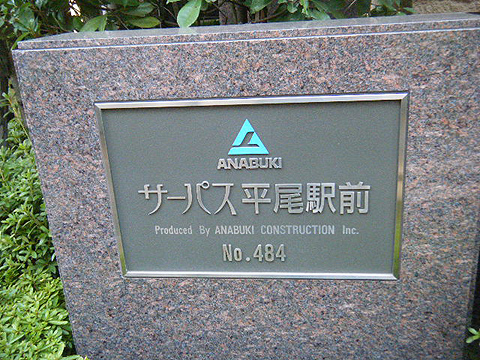 ANABUKI
サーパス平尾駅前
Produced By ANABUKI CONSTRUCTION Inc.
No.484